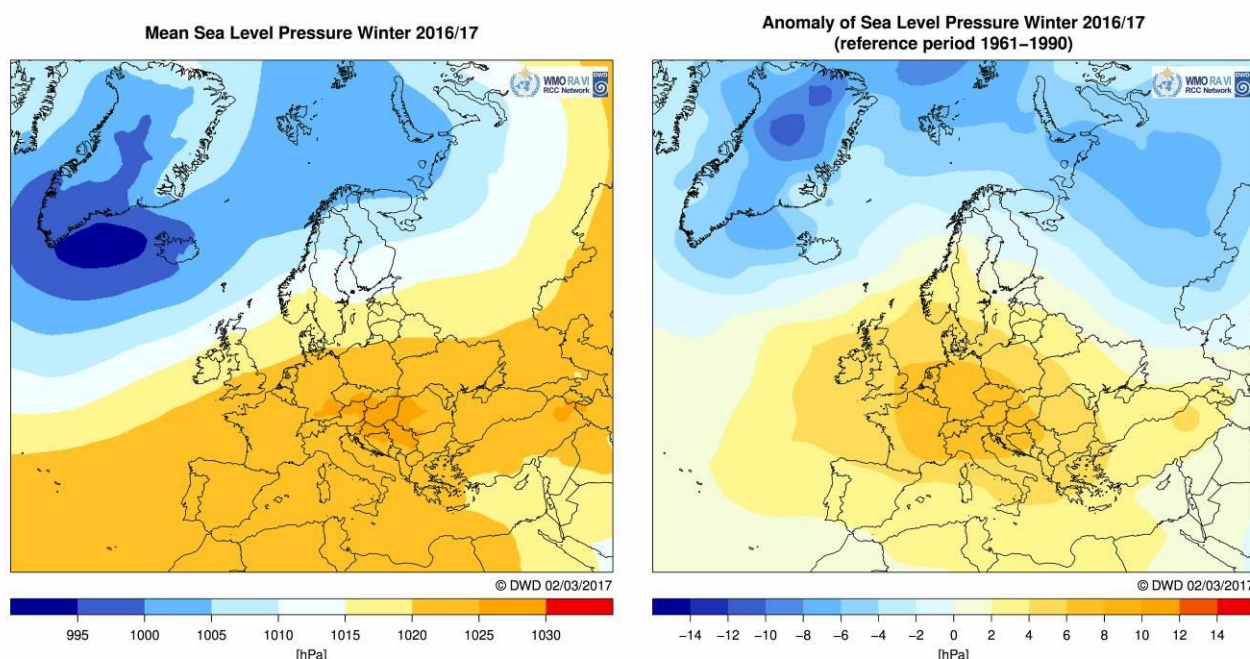 Mean Sea Level Pressure Winter 2016/17
WMO RA VI
RCC Network
DWD
© DWD 02/03/2017
995 1000 1005 1010 1015 1020 1025 1030
[hPa]
Anomaly of Sea Level Pressure Winter 2016/17
(reference period 1961−1990)
WMO RA VI
RCC Network
DWD
© DWD 02/03/2017
−14 −12 −10 −8 −6 −4 −2 0 2 4 6 8 10 12 14
[hPa]